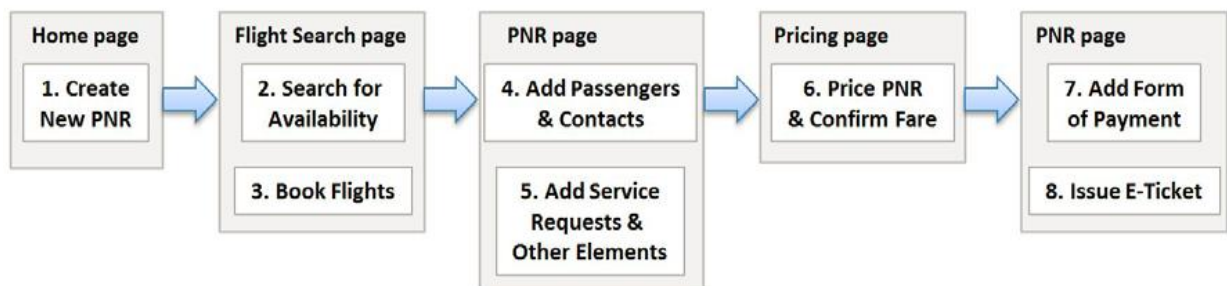 Home page
1. Create
New PNR
Flight Search page
2. Search for
Availability
3. Book Flights
PNR page
4. Add Passengers
& Contacts
5. Add Service
Requests &
Other Elements
Pricing page
6. Price PNR
& Confirm Fare
PNR page
7. Add Form
of Payment
8. Issue E-Ticket